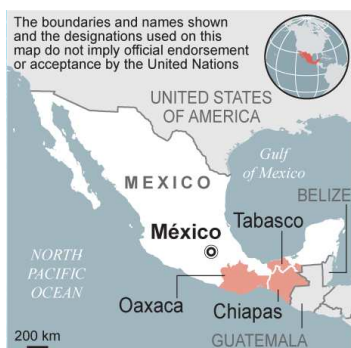 The boundaries and names shown
and the designations used on this
map do not imply official endorsement
or acceptance by the United Nations
UNITED STATES
OF AMERICA
Gulf
of Mexico
MEXICO
BELIZE
Tabasco
México
NORTH
PACIFIC
OCEAN
Oaxaca
Chiapas
GUATEMALA
200 km